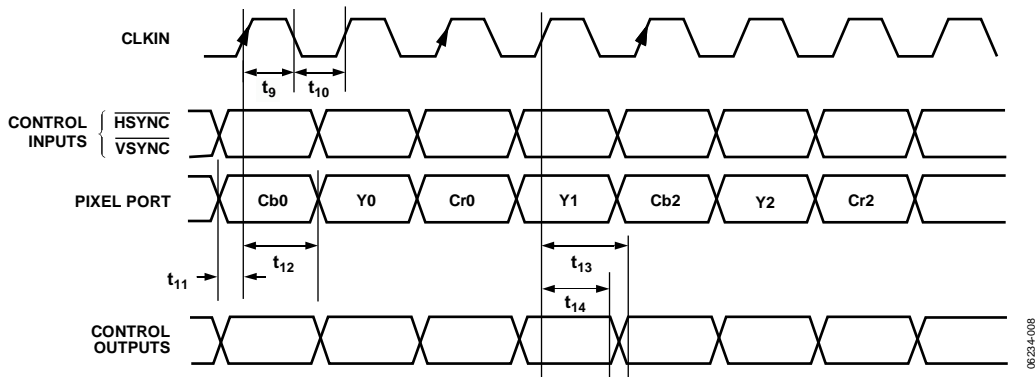 CLKIN
t9 t10
CONTROL INPUTS { HSYNC
VSYNC
PIXEL PORT Cb0 Y0 Cr0 Y1 Cb2 Y2 Cr2
t11 t12 t13
t14
CONTROL OUTPUTS
06234-008